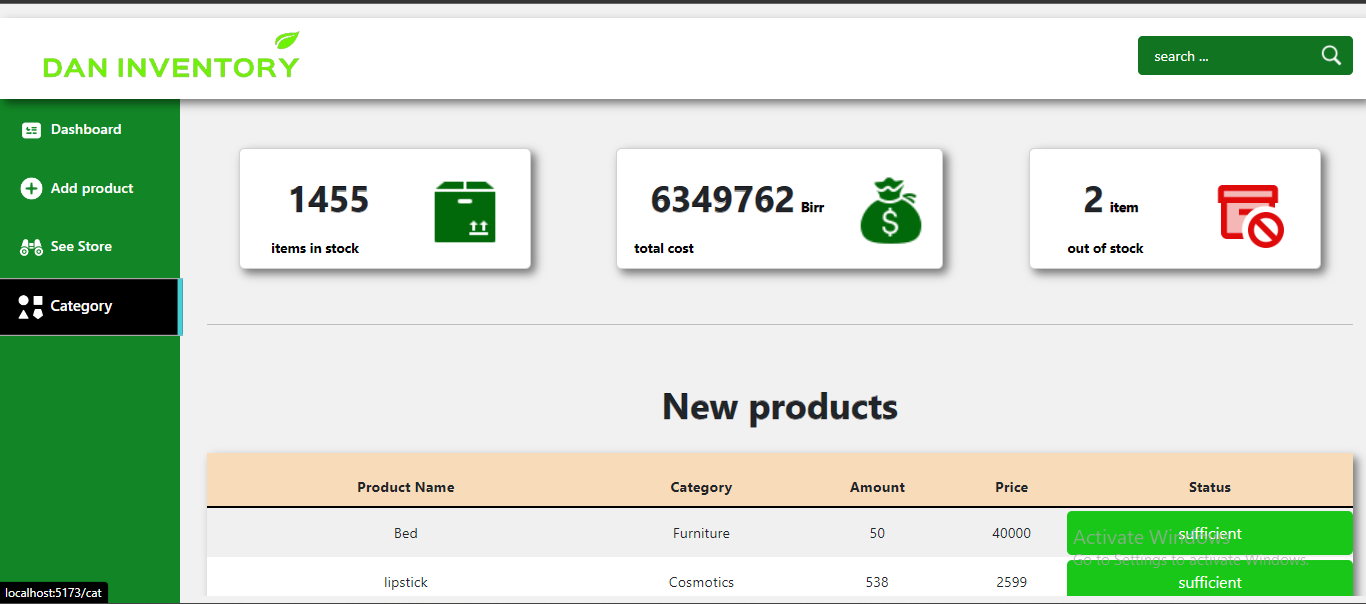 DAN INVENTORY
search ...
Dashboard
Add product
See Store
Category
1455
items in stock
6349762 Birr
total cost
2 item
out of stock
New products
Product Name Category Amount Price Status
Bed Furniture 50 40000 sufficient
lipstick Cosmotics 538 2599 sufficient
Activate Windows
Go to Settings to activate Windows.
localhost:5173/cat